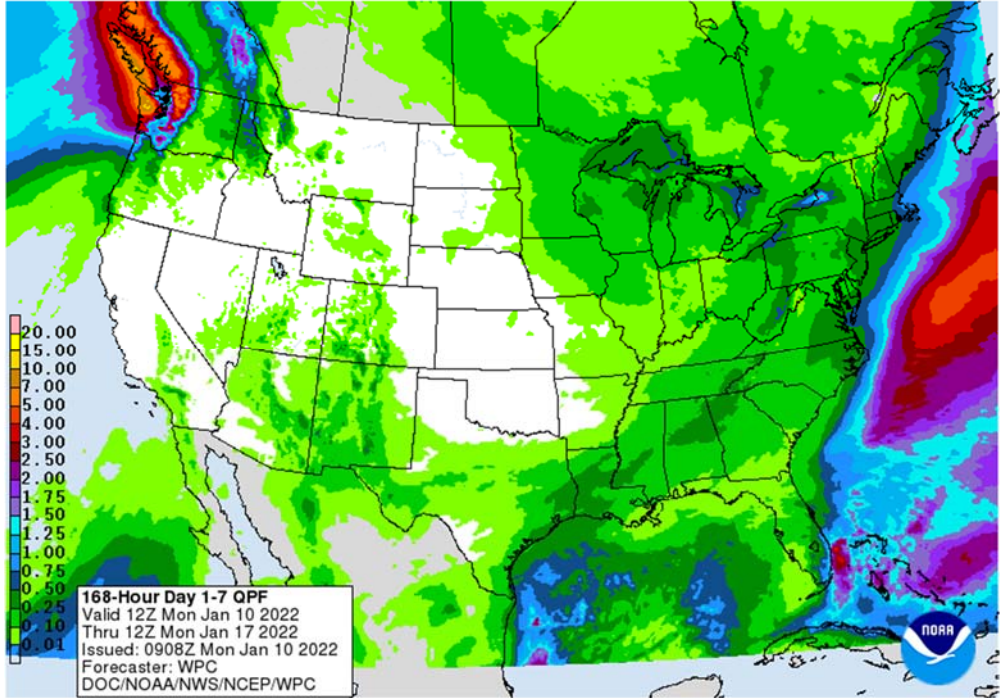 20.00
15.00
10.00
7.00
5.00
4.00
3.00
2.50
2.00
1.75
1.50
1.25
1.00
0.75
0.50
0.25
0.10
0.01
168-Hour Day 1-7 QPF
Valid 12Z Mon Jan 10 2022
Thru 12Z Mon Jan 17 2022
Issued: 0908Z Mon Jan 10 2022
Forecaster: WPC
DOC/NOAA/NWS/NCEP/WPC
NOAA